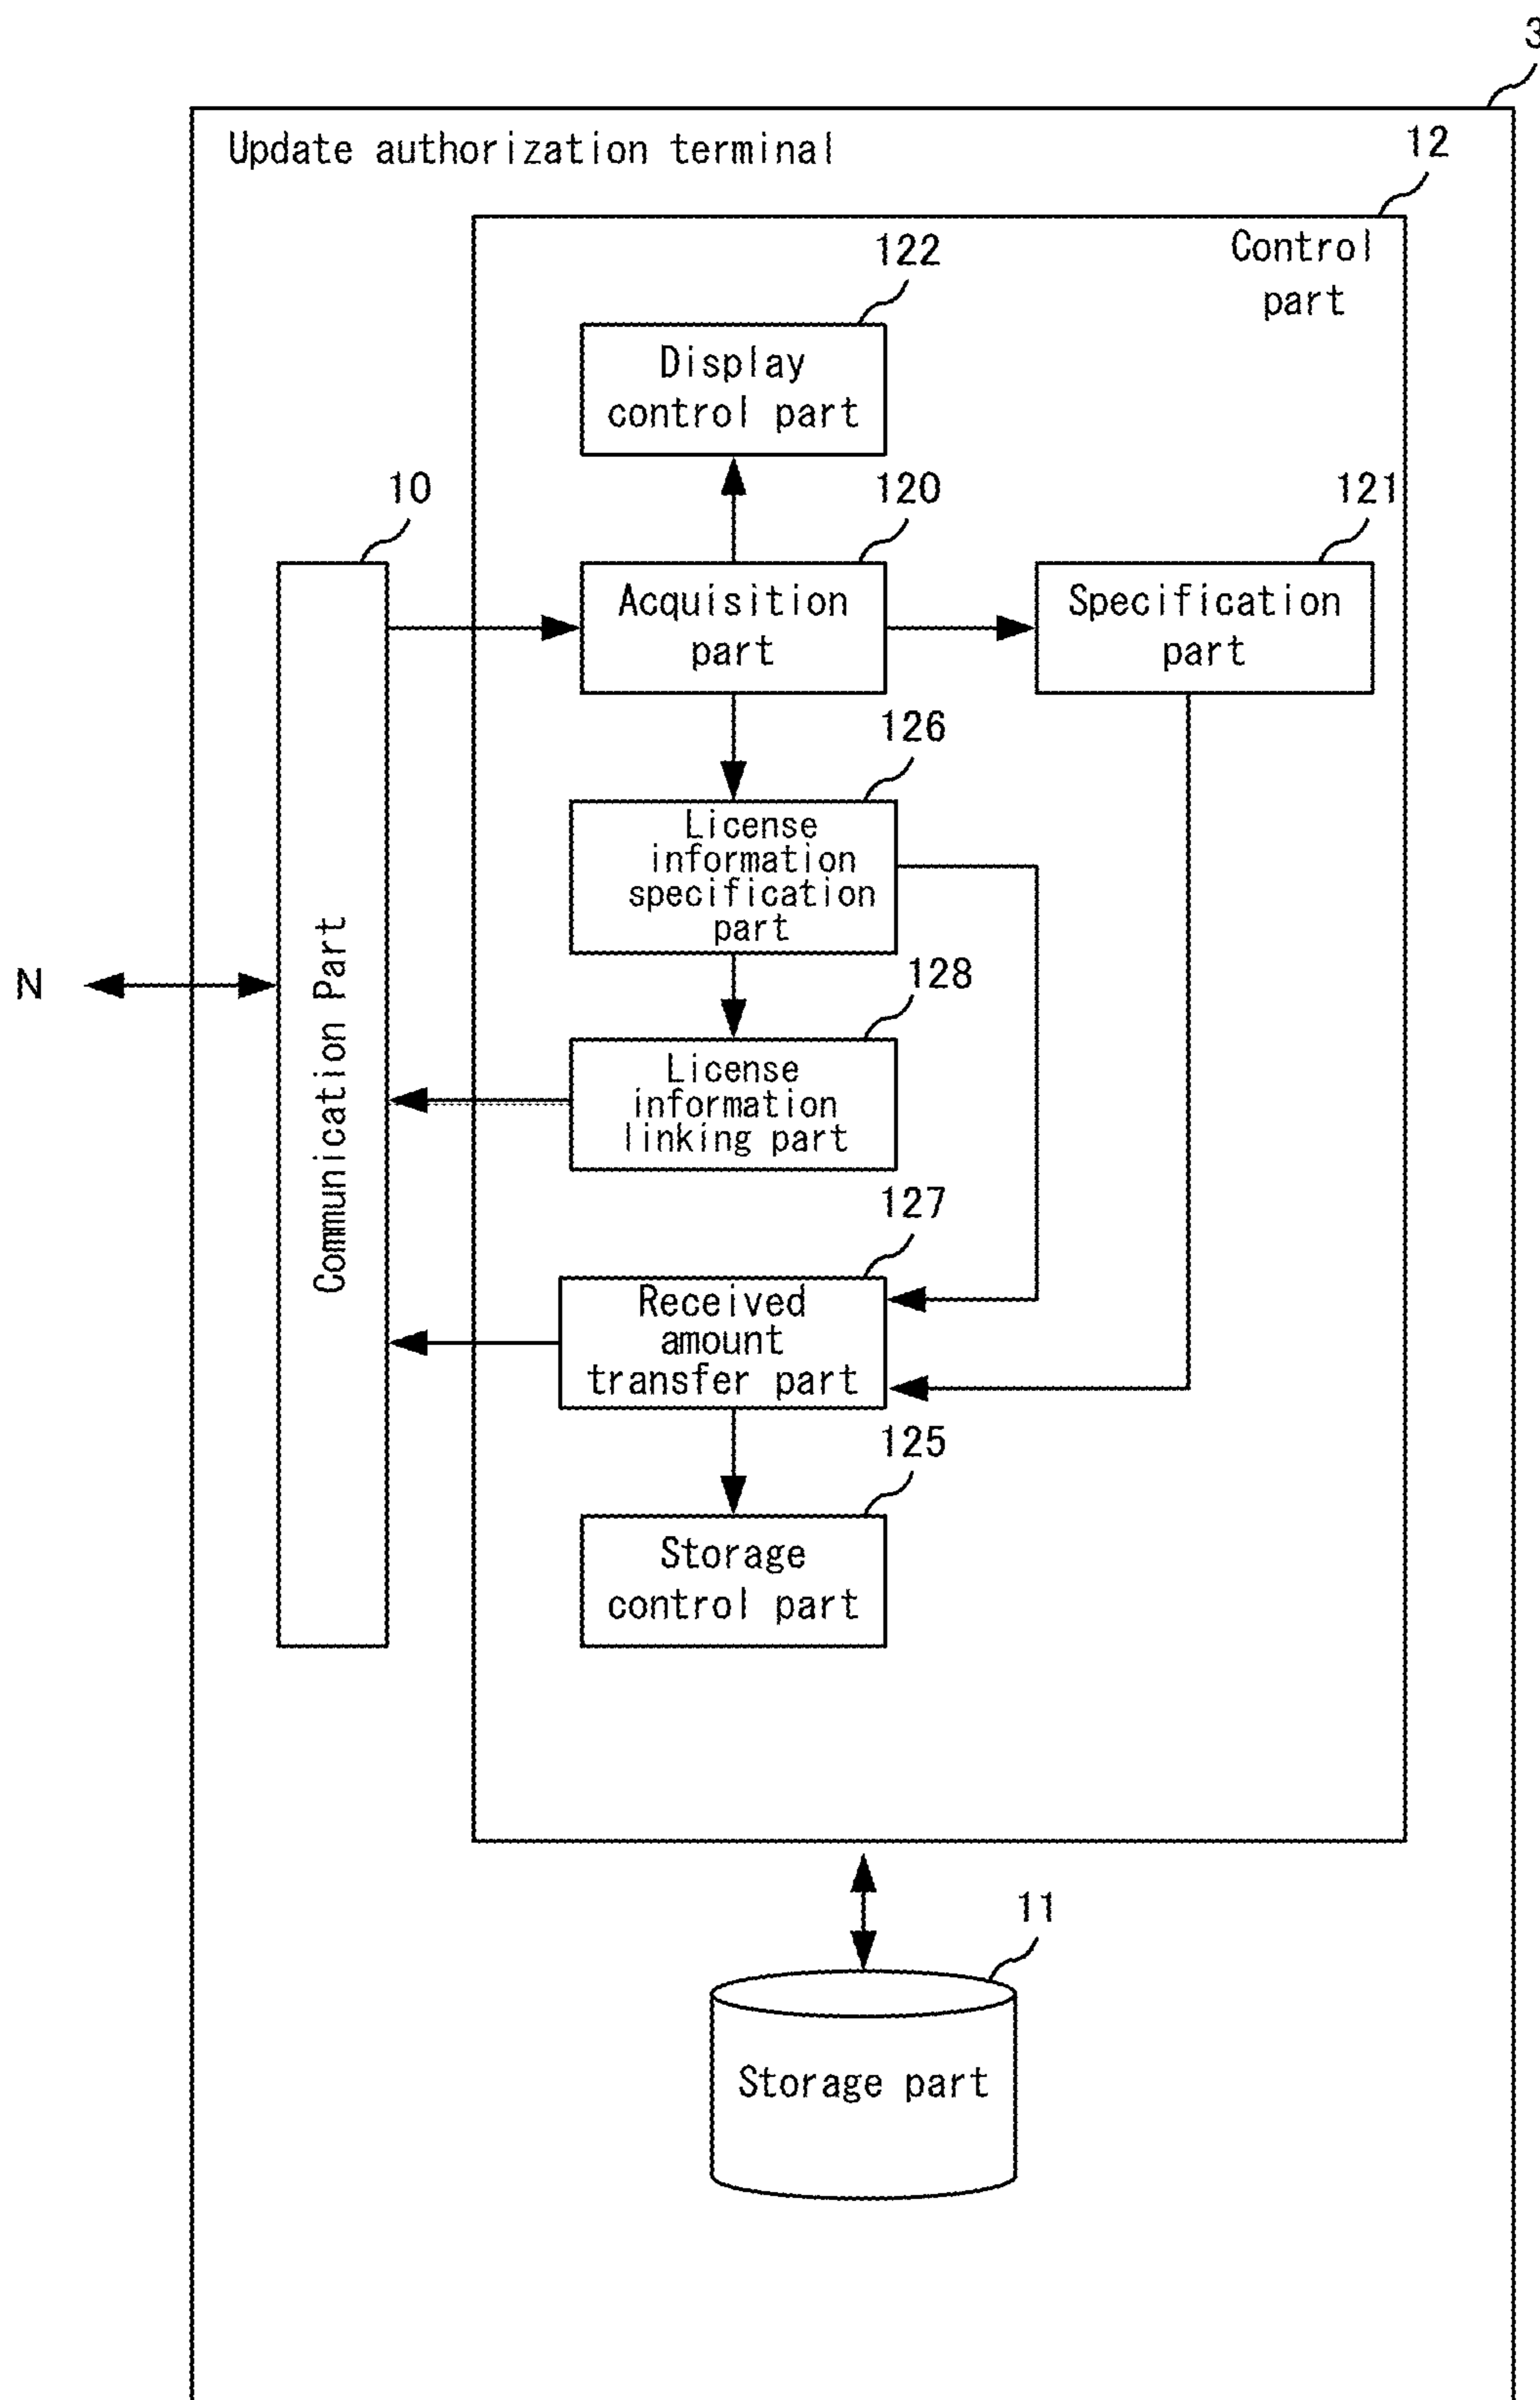 3
Update authorization terminal
12
Control
part
122
Display
control part
10
120
121
Acquisition
part
Specification
part
126
License
information
specification
part
N
Communication Part
128
License
information
linking part
127
Received
amount
transfer part
125
Storage
control part
11
Storage part